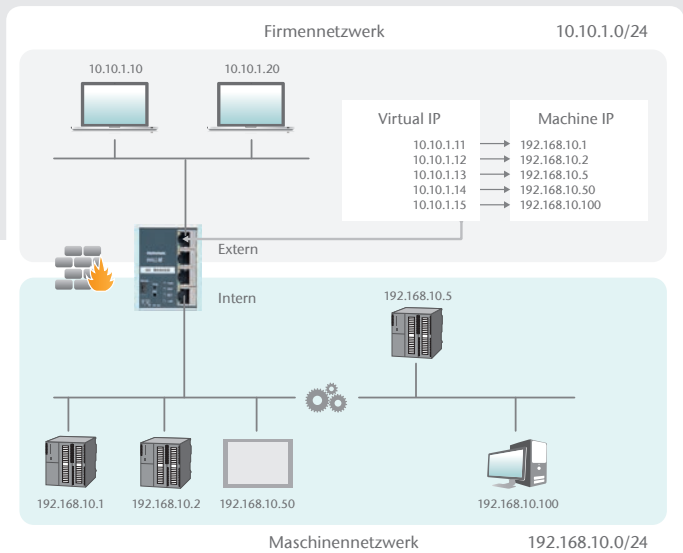 Firmennetzwerk 10.10.1.0/24
10.10.1.10 10.10.1.20
Virtual IP Machine IP
10.10.1.11 192.168.10.1
10.10.1.12 192.168.10.2
10.10.1.13 192.168.10.5
10.10.1.14 192.168.10.50
10.10.1.15 192.168.10.100
Extern
Intern
192.168.10.5
192.168.10.1 192.168.10.2 192.168.10.50 192.168.10.100
Maschinennetzwerk 192.168.10.0/24